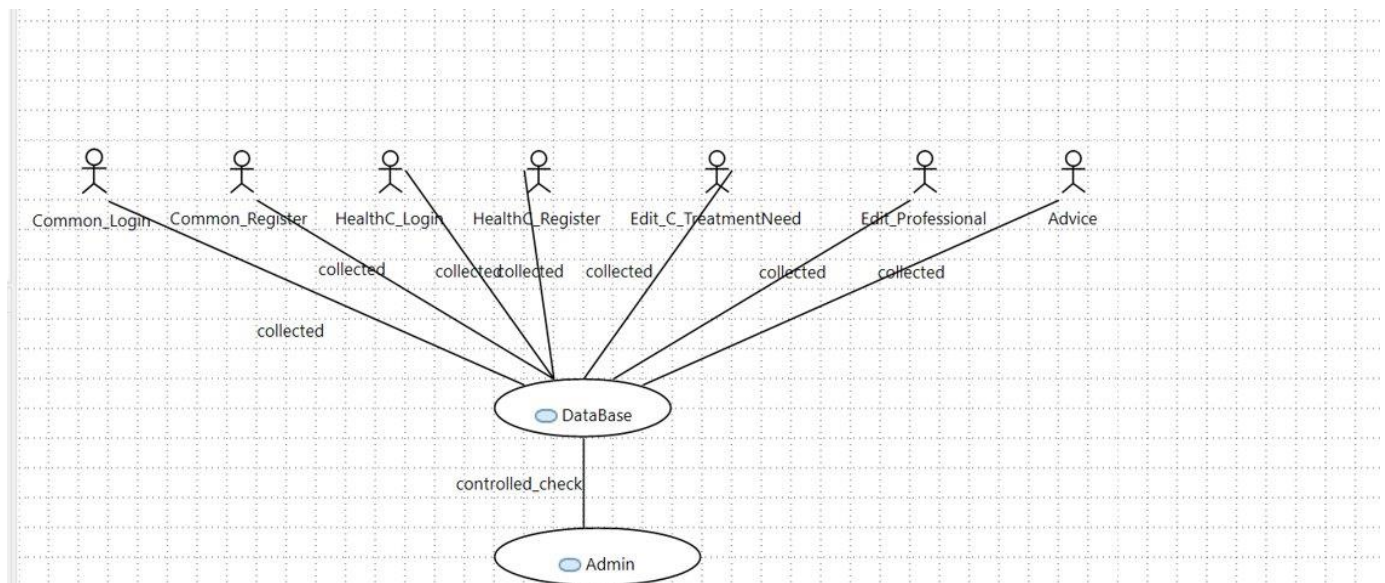 Common_Login
Common_Register
HealthC_Login
HealthC_Register
Edit_C_TreatmentNeed
Edit_Professional
Advice
collected
collected
collected
collected
collected
collected
collected
DataBase
controlled_check
Admin